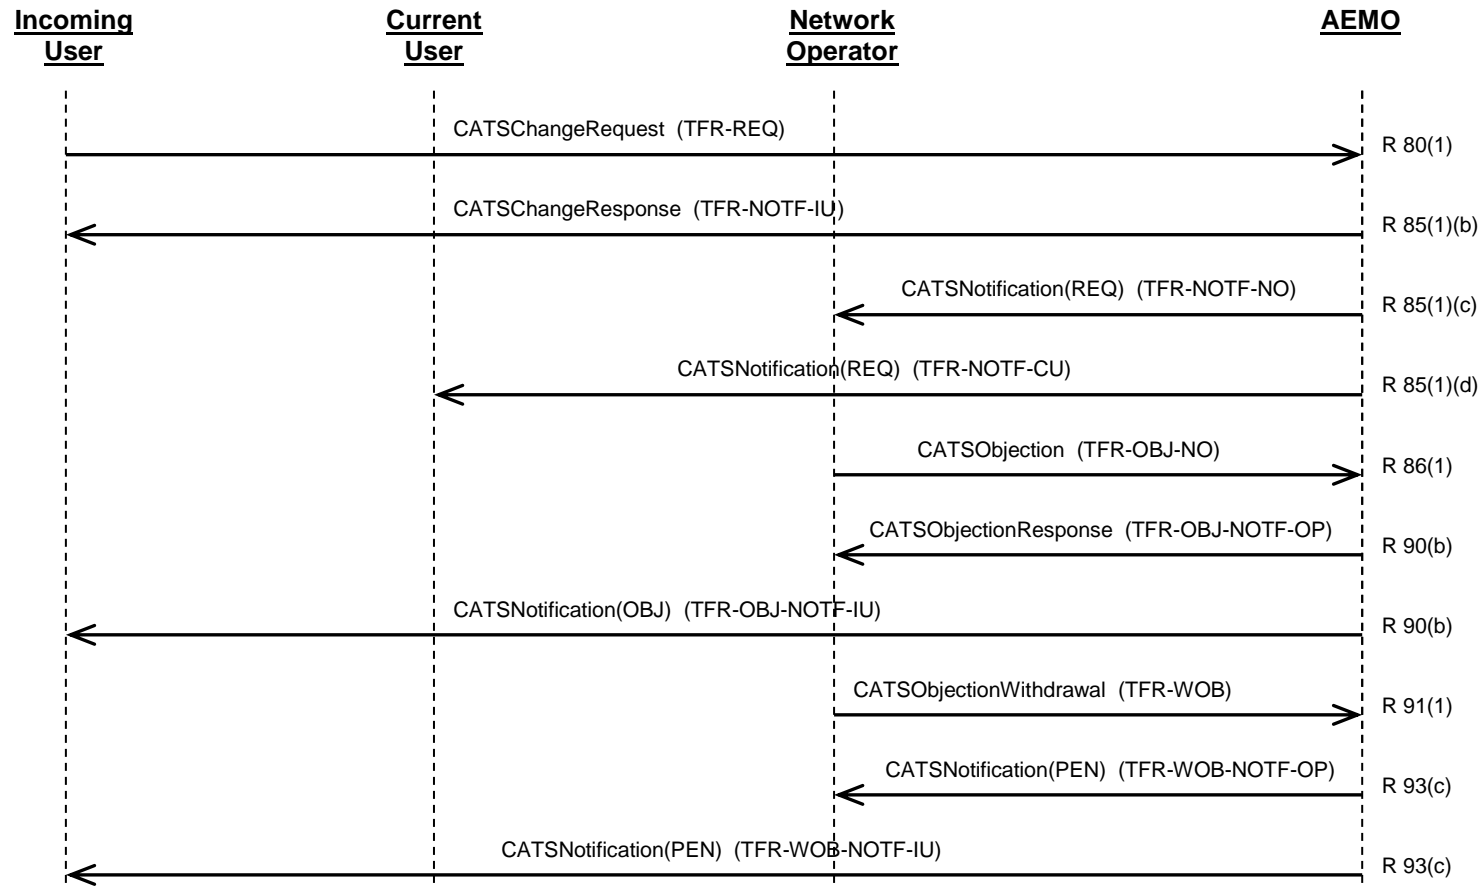 Incoming
User
Current
User
Network
Operator
AEMO
CATSChangeRequest (TFR-REQ)
R 80(1)
CATSChangeResponse (TFR-NOTF-IU)
R 85(1)(b)
CATSNotification(REQ) (TFR-NOTF-NO)
R 85(1)(c)
CATSNotification(REQ) (TFR-NOTF-CU)
R 85(1)(d)
CATSObjection (TFR-OBJ-NO)
R 86(1)
CATSObjectionResponse (TFR-OBJ-NOTF-OP)
R 90(b)
CATSNotification(OBJ) (TFR-OBJ-NOTF-IU)
R 90(b)
CATSObjectionWithdrawal (TFR-WOB)
R 91(1)
CATSNotification(PEN) (TFR-WOB-NOTF-OP)
R 93(c)
CATSNotification(PEN) (TFR-WOB-NOTF-IU)
R 93(c)